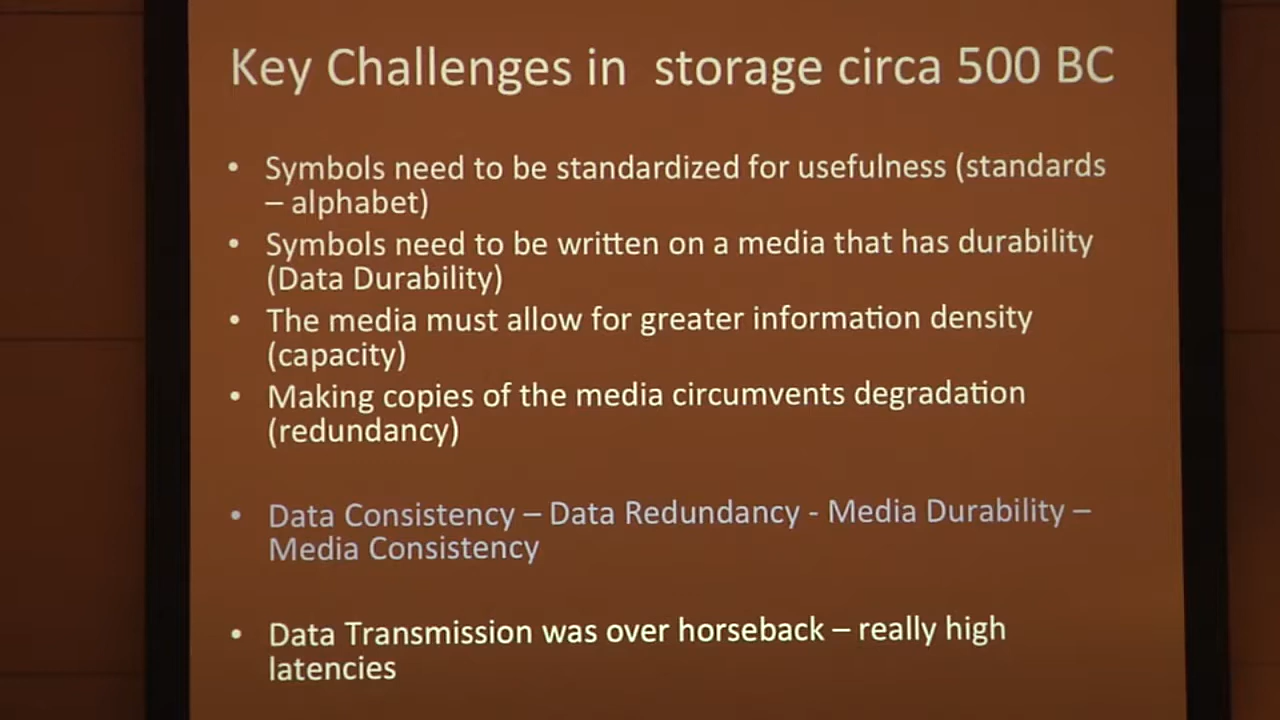 Key Challenges in storage circa 500 BC
• Symbols need to be standardized for usefulness (standards
– alphabet)
• Symbols need to be written on a media that has durability
(Data Durability)
• The media must allow for greater information density
(capacity)
• Making copies of the media circumvents degradation
(redundancy)
• Data Consistency – Data Redundancy - Media Durability –
Media Consistency
• Data Transmission was over horseback – really high
latencies